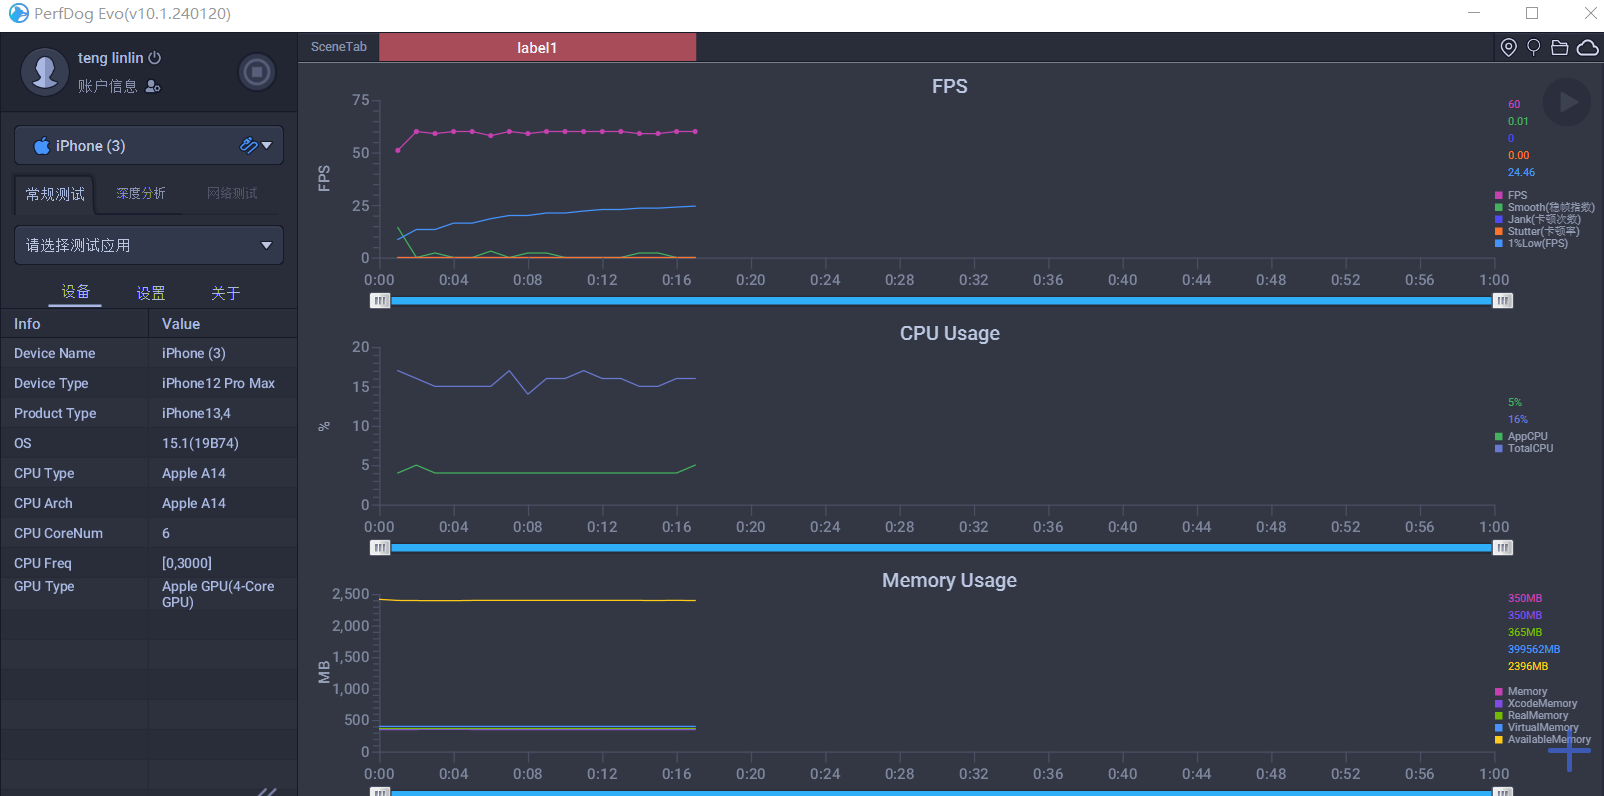 PerfDog Evo(v10.1.240120)
teng linlin
账户信息
iPhone (3)
常规测试 深度分析 网络测试
请选择测试应用
设备 设置 关于
Info Value
Device Name iPhone (3)
Device Type iPhone12 Pro Max
Product Type iPhone13,4
OS 15.1(19B74)
CPU Type Apple A14
CPU Arch Apple A14
CPU CoreNum 6
CPU Freq [0,3000]
GPU Type Apple GPU(4-Core
GPU)
SceneTab label1
FPS
75
50
25
0
FPS
0:00 0:04 0:08 0:12 0:16 0:20 0:24 0:28 0:32 0:36 0:40 0:44 0:48 0:52 0:56 1:00
60
0.01
0
0.00
24.46
FPS
Smooth(稳帧指数)
Jank(卡顿次数)
Stutter(卡顿率)
1%Low(FPS)
CPU Usage
20
15
10
5
0
%
0:00 0:04 0:08 0:12 0:16 0:20 0:24 0:28 0:32 0:36 0:40 0:44 0:48 0:52 0:56 1:00
5%
16%
AppCPU
TotalCPU
Memory Usage
2,500
2,000
1,500
1,000
500
0
MB
0:00 0:04 0:08 0:12 0:16 0:20 0:24 0:28 0:32 0:36 0:40 0:44 0:48 0:52 0:56 1:00
350MB
350MB
365MB
399562MB
2396MB
Memory
XcodeMemory
RealMemory
VirtualMemory
AvailableMemory